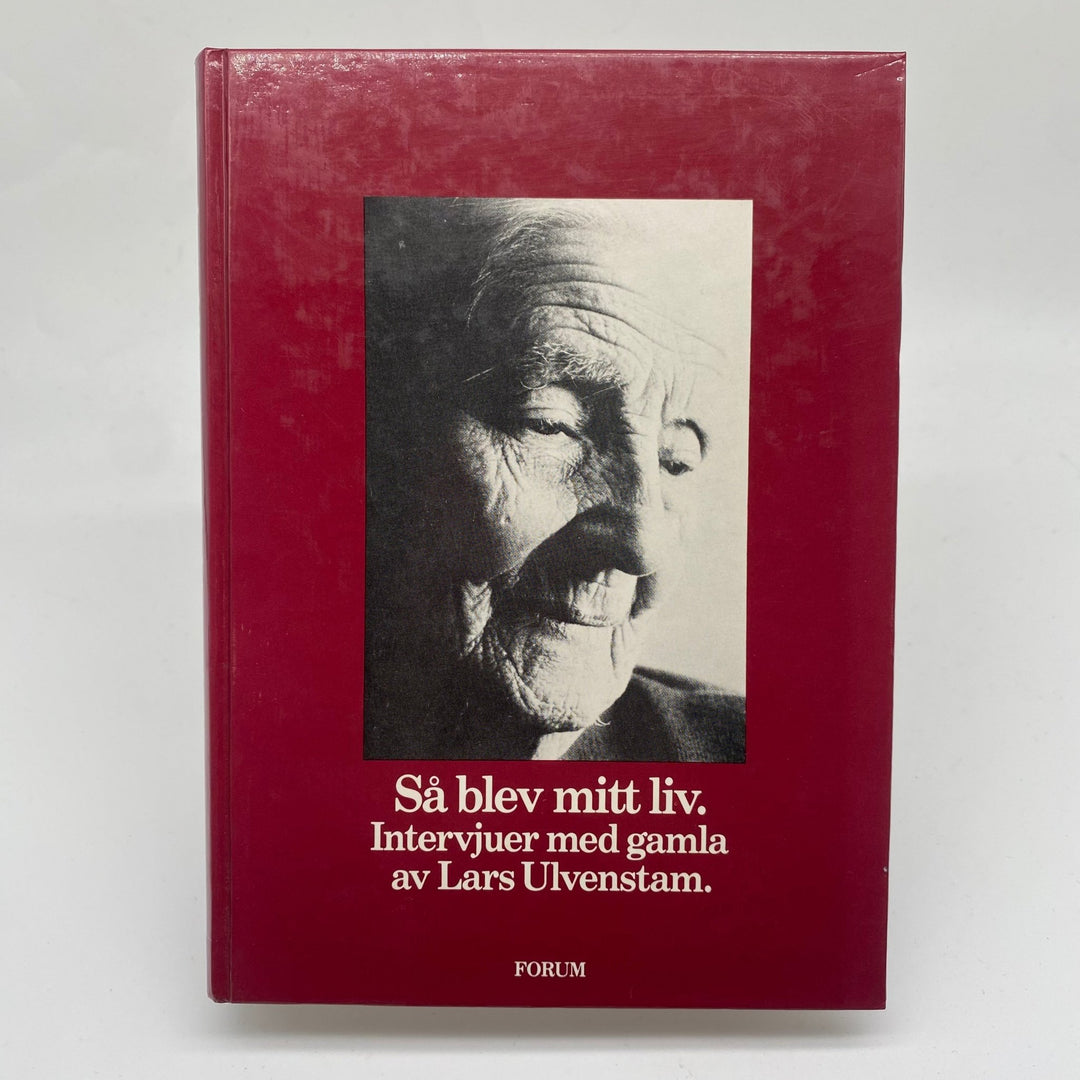 Så blev mitt liv.
Intervjuer med gamla
av Lars Ulvenstam.
FORUM